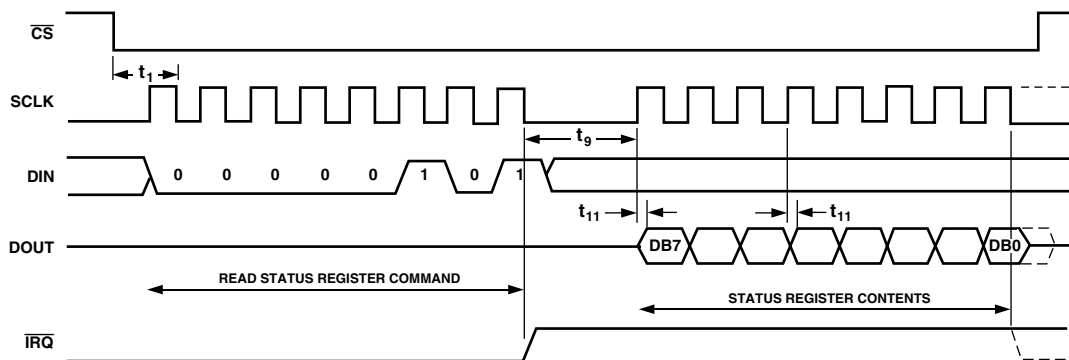 CS
t1
SCLK
t9
DIN 0 0 0 0 0 1 0 1
t11 t11
DOUT DB7 DB0
READ STATUS REGISTER COMMAND STATUS REGISTER CONTENTS
IRQ